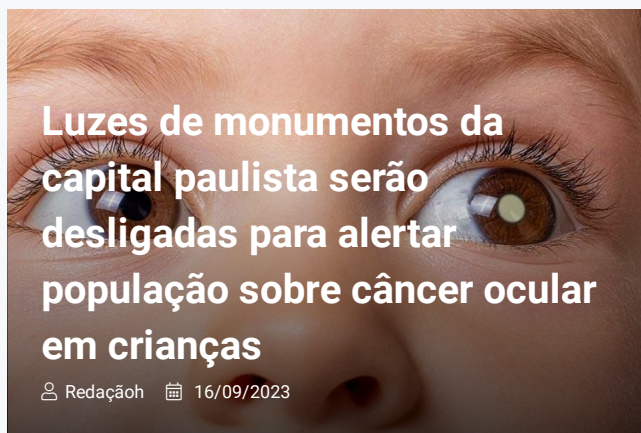 Luzes de monumentos da
capital paulista serão
desligadas para alertar
população sobre câncer ocular
em crianças
Redaçãoh 16/09/2023